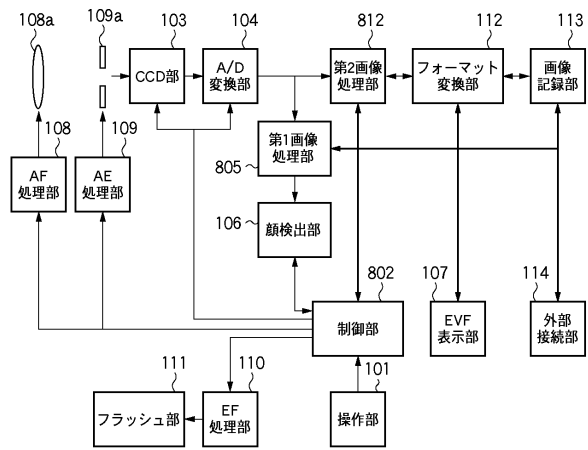 108a
109a
103
104
812
112
113
CCD部
A/D
変換部
第2画像
処理部
フォーマット
変換部
画像
記録部
108
109
第1画像
処理部
805
AF
処理部
AE
処理部
106
顔検出部
802
107
114
制御部
EVF
表示部
外部
接続部
111
110
101
フラッシュ部
EF
処理部
操作部